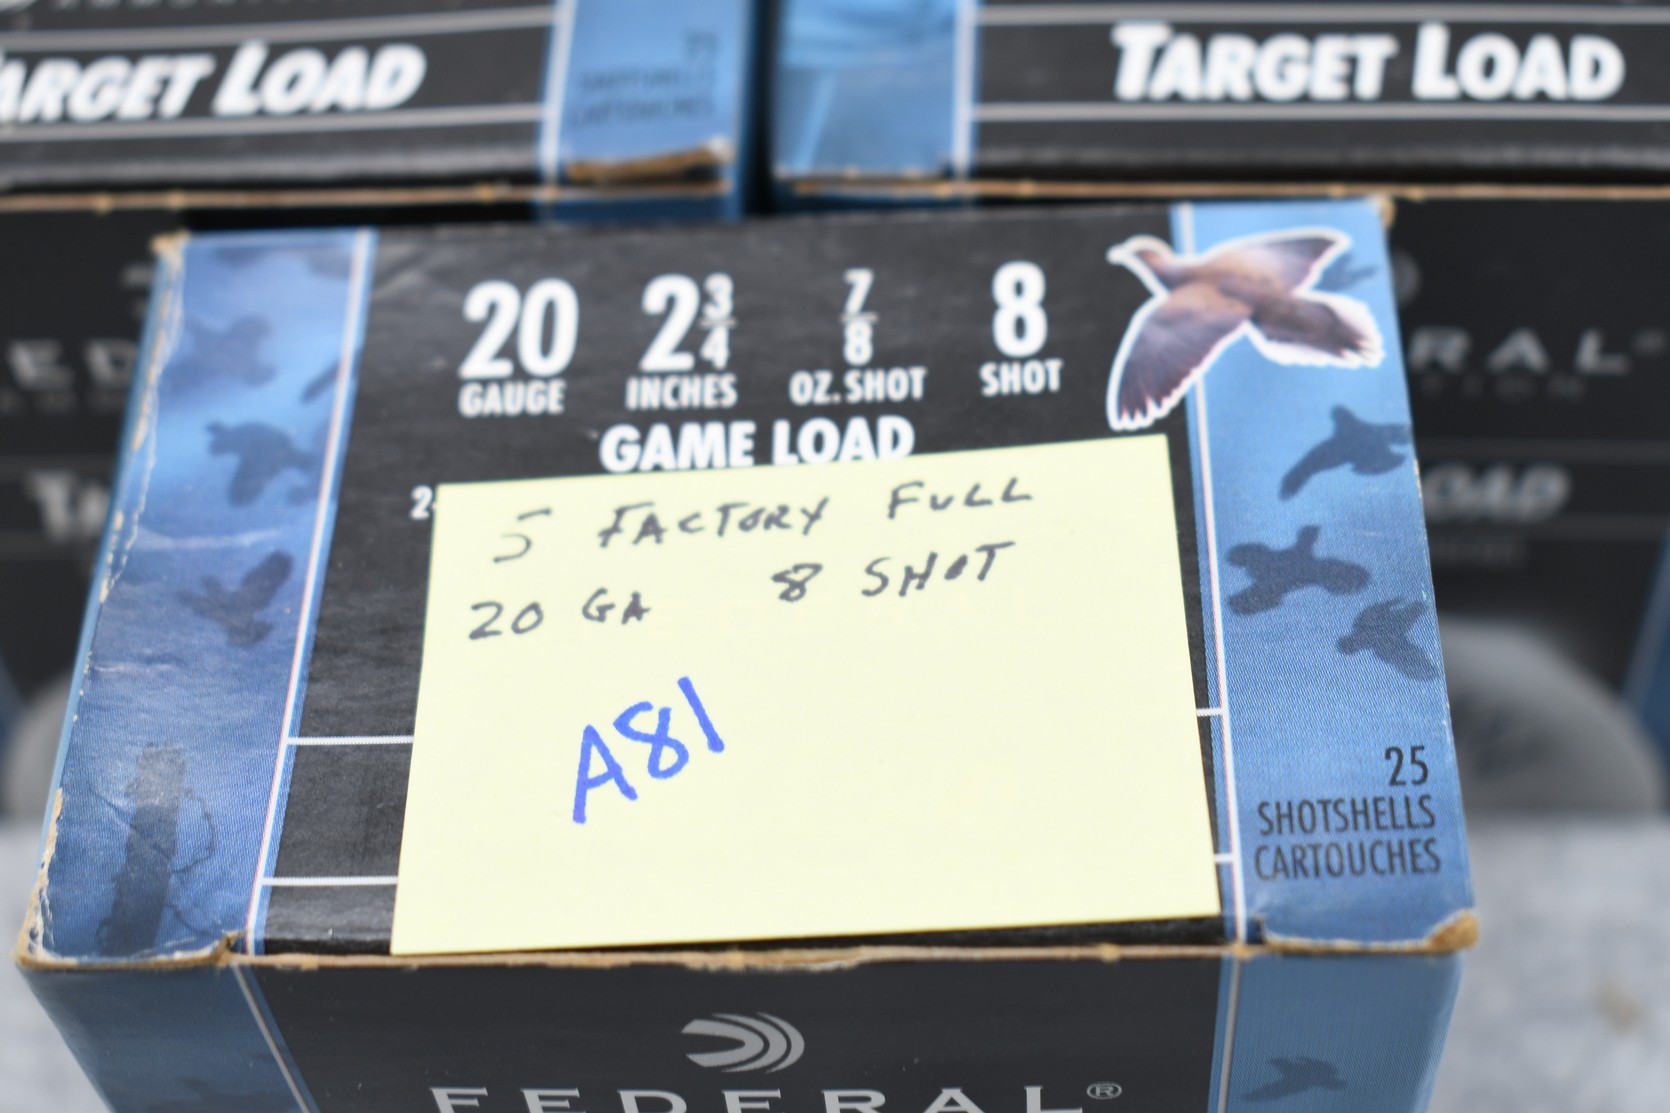 TARGET LOAD
TARGET LOAD
20 GAUGE
2 3/4 INCHES
7/8 OZ. SHOT
8 SHOT
GAME LOAD
5 FACTORY FULL
20 GA 8 SHOT
A81
25
SHOTSHELLS
CARTOUCHES
FEDERAL®